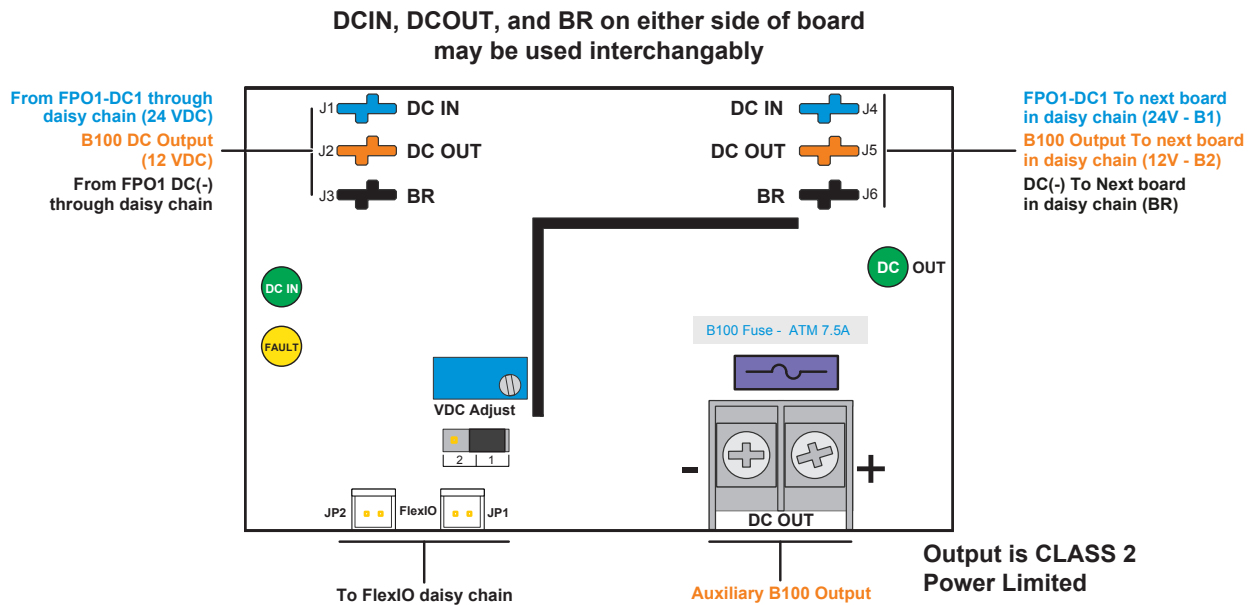 DCIN, DCOUT, and BR on either side of board
may be used interchangably
From FPO1-DC1 through
daisy chain (24 VDC)
B100 DC Output
(12 VDC)
From FPO1 DC(-)
through daisy chain
J1
DC IN
J2
DC OUT
J3
BR
DC IN
J4
DC OUT
J5
BR
J6
FPO1-DC1 To next board
in daisy chain (24V - B1)
B100 Output To next board
in daisy chain (12V - B2)
DC(-) To Next board
in daisy chain (BR)
DC IN
FAULT
DC
OUT
B100 Fuse - ATM 7.5A
VDC Adjust
2 1
- +
JP2
FlexIO
JP1
DC OUT
To FlexIO daisy chain
Auxiliary B100 Output
Output is CLASS 2
Power Limited